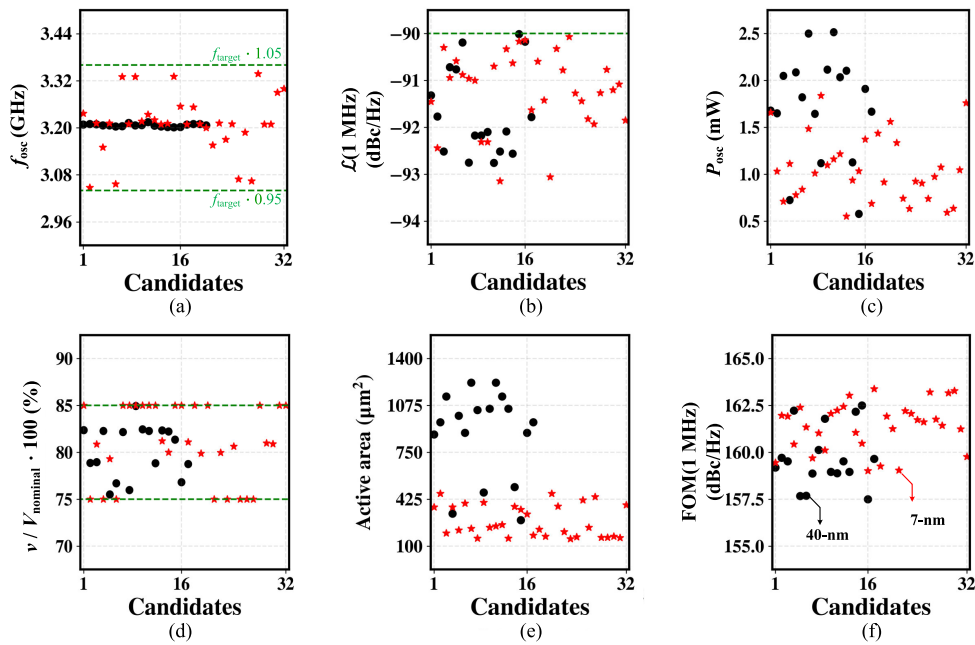 3.44
3.32
3.20
3.08
2.96
f_osc (GHz)
f_target · 1.05
f_target · 0.95
1
16
32
Candidates
(a)
−90
−91
−92
−93
−94
ℒ(1 MHz)
(dBc/Hz)
1
16
32
Candidates
(b)
2.5
2.0
1.5
1.0
0.5
P_osc (mW)
1
16
32
Candidates
(c)
90
85
80
75
70
v / V_nominal · 100 (%)
1
16
32
Candidates
(d)
1400
1075
750
425
100
Active area (μm²)
1
16
32
Candidates
(e)
165.0
162.5
160.0
157.5
155.0
FOM(1 MHz)
(dBc/Hz)
40-nm
7-nm
1
16
32
Candidates
(f)